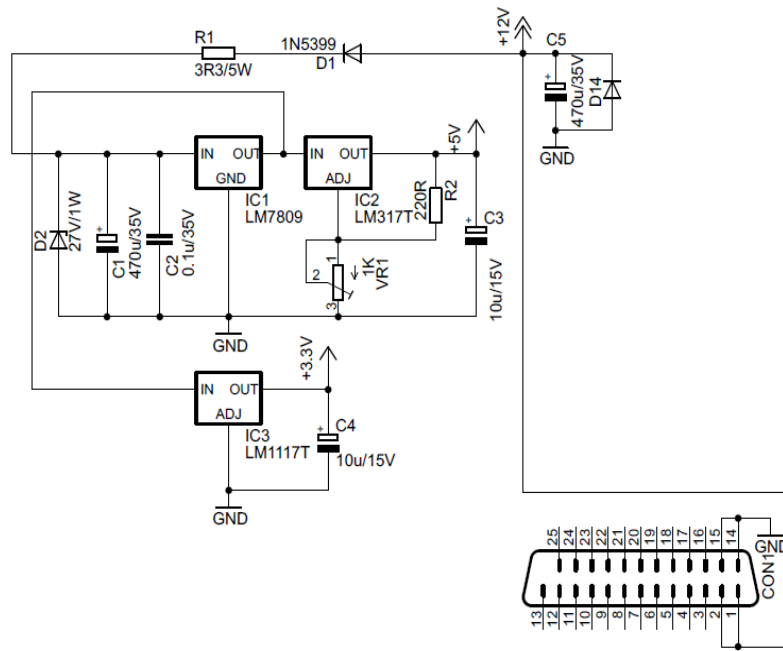 R1
3R3/5W
1N5399
D1
+12V
C5
470u/35V
D14
GND
IN OUT
GND
IC1
LM7809
IN OUT
ADJ
IC2
LM317T
+5V
220R
R2
C3
10u/15V
D2
27V/1W
C1
470u/35V
C2
0.1u/35V
1
2
3
1K
VR1
GND
+3.3V
IN OUT
ADJ
IC3
LM1117T
C4
10u/15V
GND
25 24 23 22 21 20 19 18 17 16 15 14
GND
CON1
13 12 11 10 9 8 7 6 5 4 3 2 1